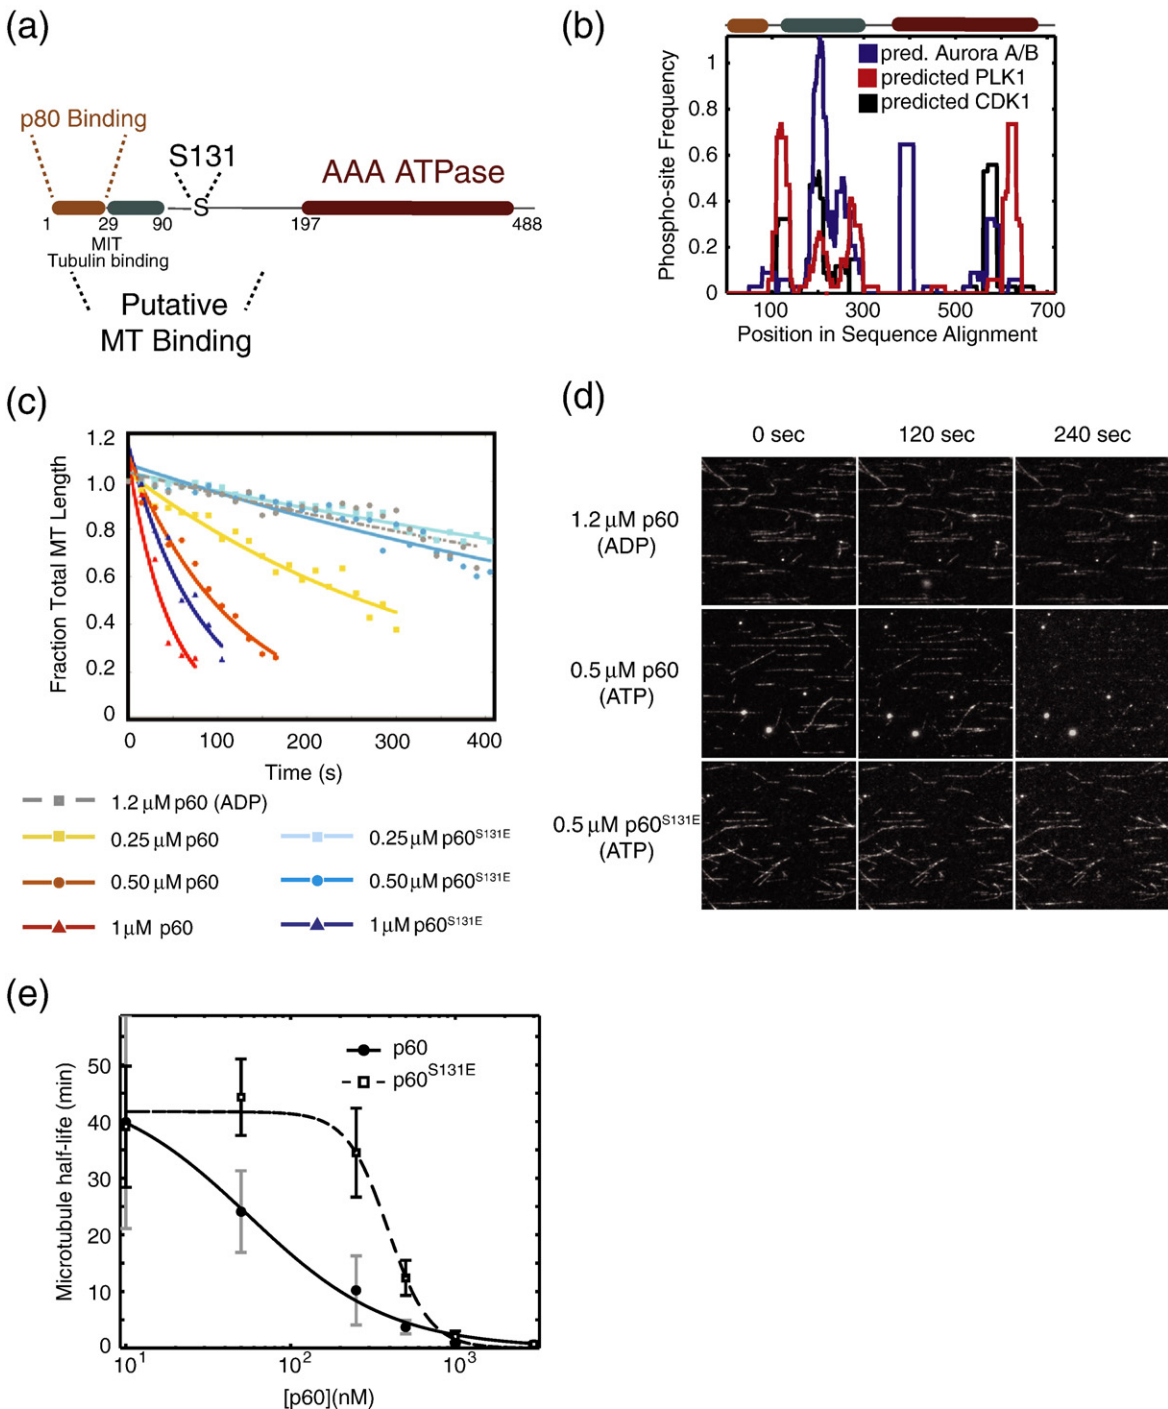 (a)
p80 Binding
S131
AAA ATPase
S
1
29
90
197
488
MIT
Tubulin binding
Putative
MT Binding
(b)
pred. Aurora A/B
predicted PLK1
predicted CDK1
Phospho-site Frequency
1
0.8
0.6
0.4
0.2
0
100
300
500
700
Position in Sequence Alignment
(c)
Fraction Total MT Length
1.2
1.0
0.8
0.6
0.4
0.2
0
0
100
200
300
400
Time (s)
1.2 μM p60 (ADP)
0.25 μM p60
0.25 μM p60S131E
0.50 μM p60
0.50 μM p60S131E
1μM p60
1μM p60S131E
(d)
0 sec
120 sec
240 sec
1.2 μM p60
(ADP)
0.5 μM p60
(ATP)
0.5 μM p60S131E
(ATP)
(e)
Microtubule half-life (min)
50
40
30
20
10
0
p60
p60S131E
10¹
10²
10³
[p60](nM)